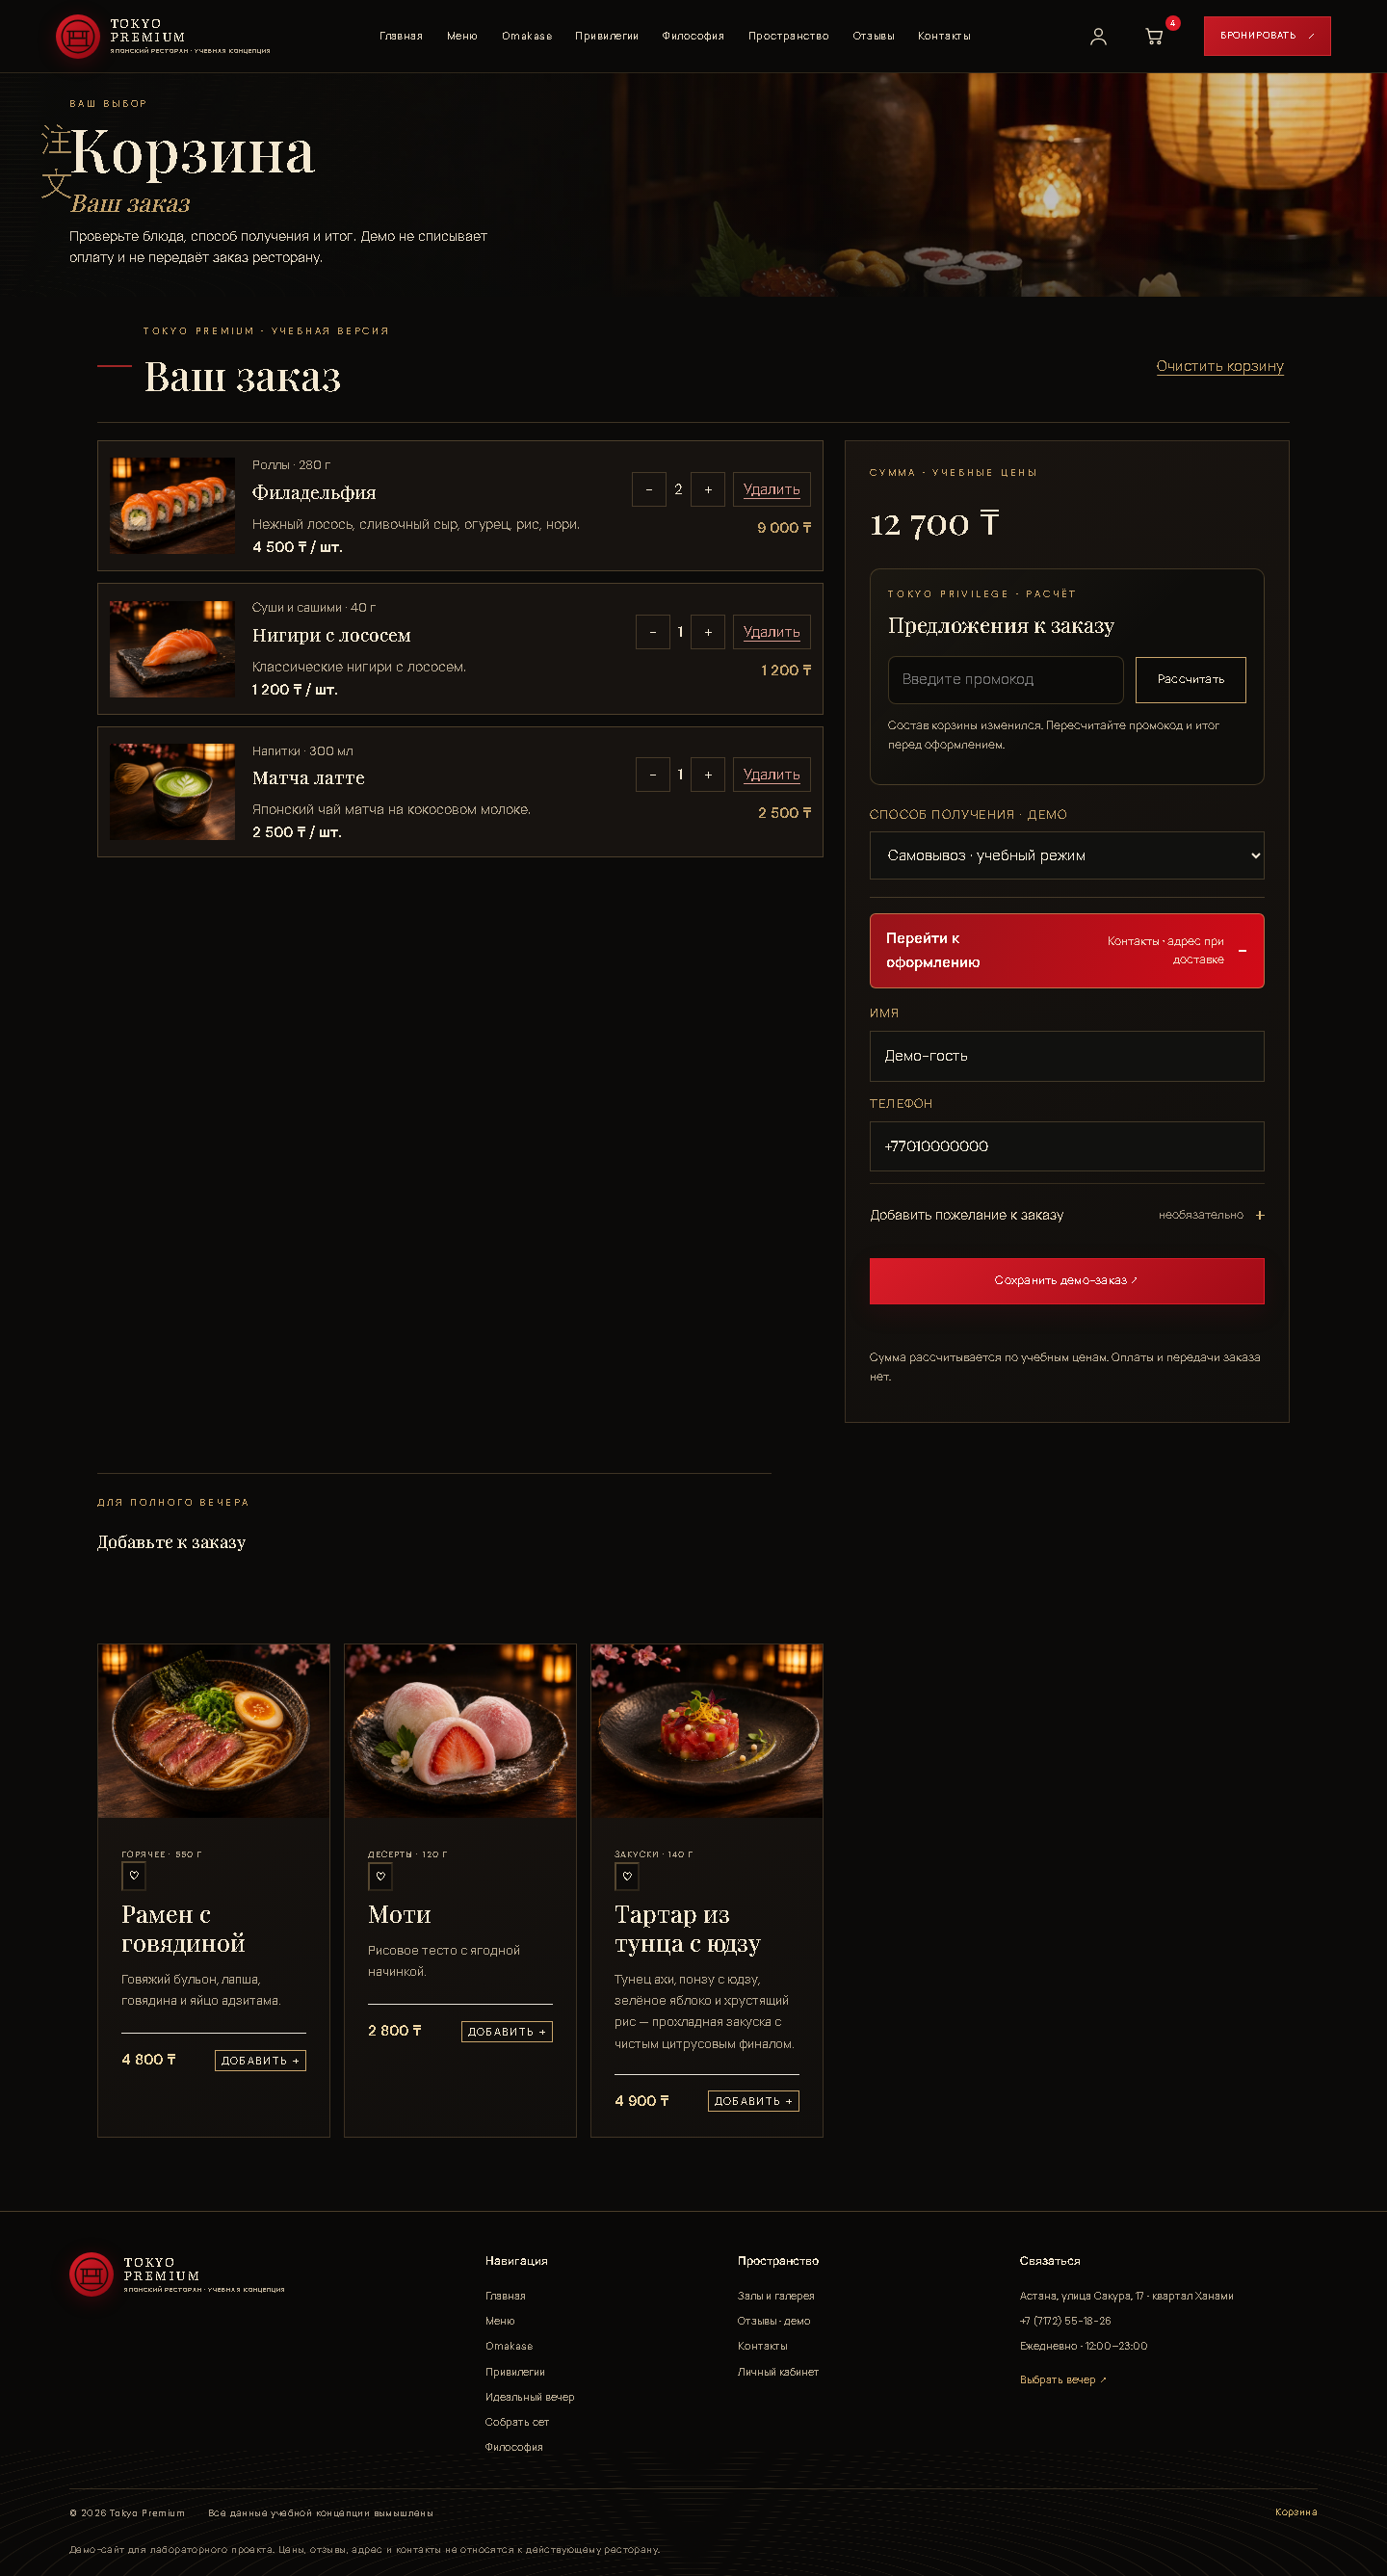 TOKYO
PREMIUM
ЯПОНСКИЙ РЕСТОРАН · УЧЕБНАЯ КОНЦЕПЦИЯ
Главная Меню Omakase Привилегии Философия Пространство Отзывы Контакты
4
БРОНИРОВАТЬ ↗
ВАШ ВЫБОР
注文
Корзина
Ваш заказ
Проверьте блюда, способ получения и итог. Демо не списывает
оплату и не передаёт заказ ресторану.
TOKYO PREMIUM · УЧЕБНАЯ ВЕРСИЯ
Ваш заказ
Очистить корзину
Роллы · 280 г
Филадельфия
Нежный лосось, сливочный сыр, огурец, рис, нори.
4 500 ₸ / шт.
− 2 + Удалить
9 000 ₸
Суши и сашими · 40 г
Нигири с лососем
Классические нигири с лососем.
1 200 ₸ / шт.
− 1 + Удалить
1 200 ₸
Напитки · 300 мл
Матча латте
Японский чай матча на кокосовом молоке.
2 500 ₸ / шт.
− 1 + Удалить
2 500 ₸
СУММА · УЧЕБНЫЕ ЦЕНЫ
12 700 ₸
TOKYO PRIVILEGE · РАСЧЁТ
Предложения к заказу
Введите промокод
Рассчитать
Состав корзины изменился. Пересчитайте промокод и итог
перед оформлением.
СПОСОБ ПОЛУЧЕНИЯ · ДЕМО
Самовывоз · учебный режим
Перейти к
оформлению
Контакты · адрес при
доставке
−
ИМЯ
Демо-гость
ТЕЛЕФОН
+77010000000
Добавить пожелание к заказу необязательно +
Сохранить демо-заказ ↗
Сумма рассчитывается по учебным ценам. Оплаты и передачи заказа
нет.
ДЛЯ ПОЛНОГО ВЕЧЕРА
Добавьте к заказу
ГОРЯЧЕЕ · 550 Г
Рамен с
говядиной
Говяжий бульон, лапша,
говядина и яйцо адзитама.
4 800 ₸ ДОБАВИТЬ +
ДЕСЕРТЫ · 120 Г
Моти
Рисовое тесто с ягодной
начинкой.
2 800 ₸ ДОБАВИТЬ +
ЗАКУСКИ · 140 Г
Тартар из
тунца с юдзу
Тунец ахи, понзу с юдзу,
зелёное яблоко и хрустящий
рис — прохладная закуска с
чистым цитрусовым финалом.
4 900 ₸ ДОБАВИТЬ +
TOKYO
PREMIUM
ЯПОНСКИЙ РЕСТОРАН · УЧЕБНАЯ КОНЦЕПЦИЯ
Навигация
Главная
Меню
Omakase
Привилегии
Идеальный вечер
Собрать сет
Философия
Пространство
Залы и галерея
Отзывы · демо
Контакты
Личный кабинет
Связаться
Астана, улица Сакура, 17 · квартал Ханами
+7 (7172) 55-18-26
Ежедневно · 12:00–23:00
Выбрать вечер ↗
© 2026 Tokyo Premium Все данные учебной концепции вымышлены
Корзина
Демо-сайт для лабораторного проекта. Цены, отзывы, адрес и контакты не относятся к действующему ресторану.